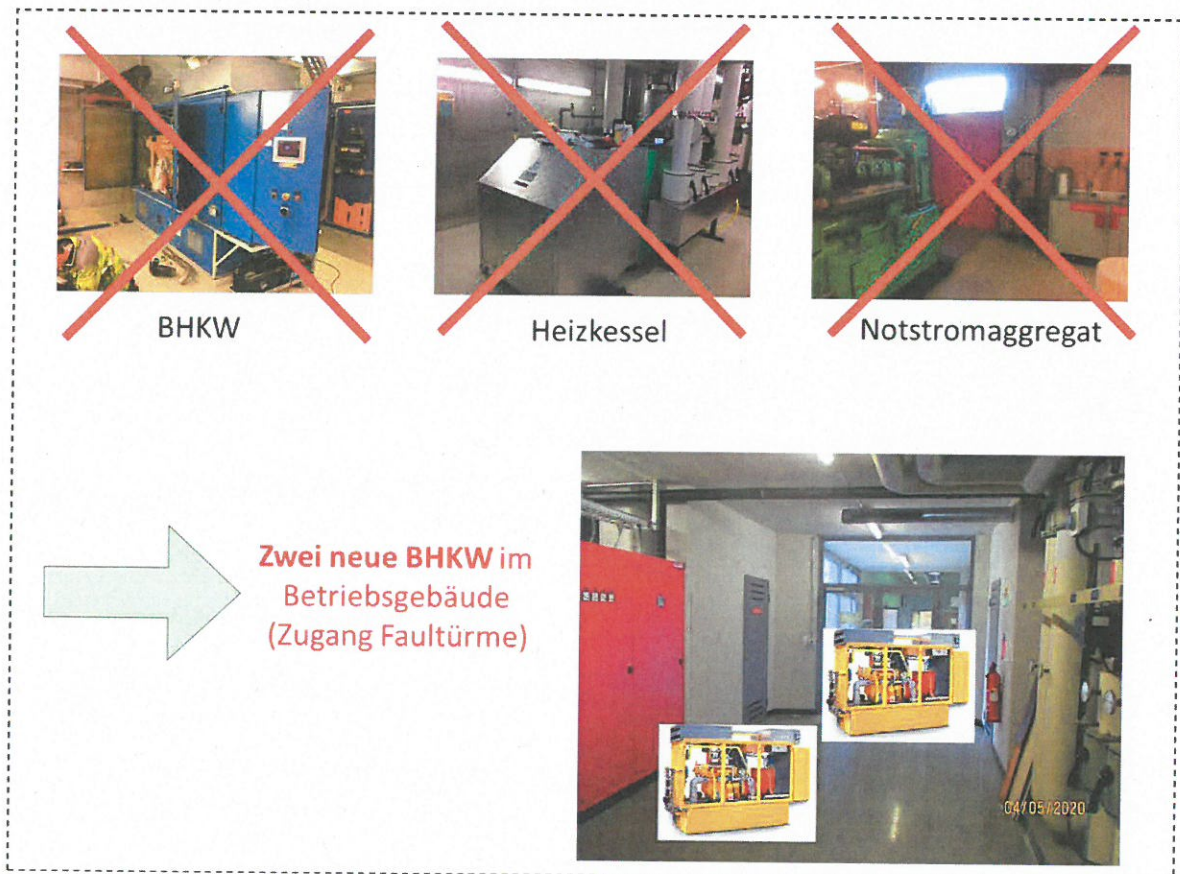 BHKW
Heizkessel
Notstromaggregat
Zwei neue BHKW im
Betriebsgebäude
(Zugang Faultürme)
04/05/2020